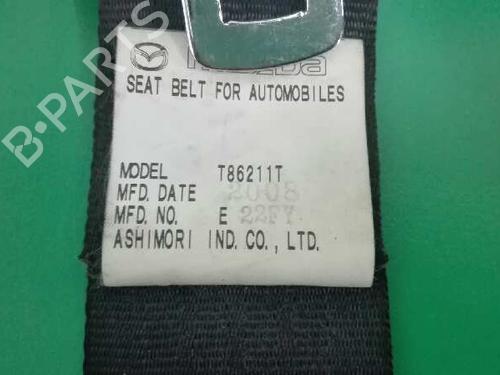 mazda
SEAT BELT FOR AUTOMOBILES
MODEL T86211T
MFD. DATE 2008
MFD. NO. E 22FY
ASHIMORI IND. CO., LTD.
B-PARTS